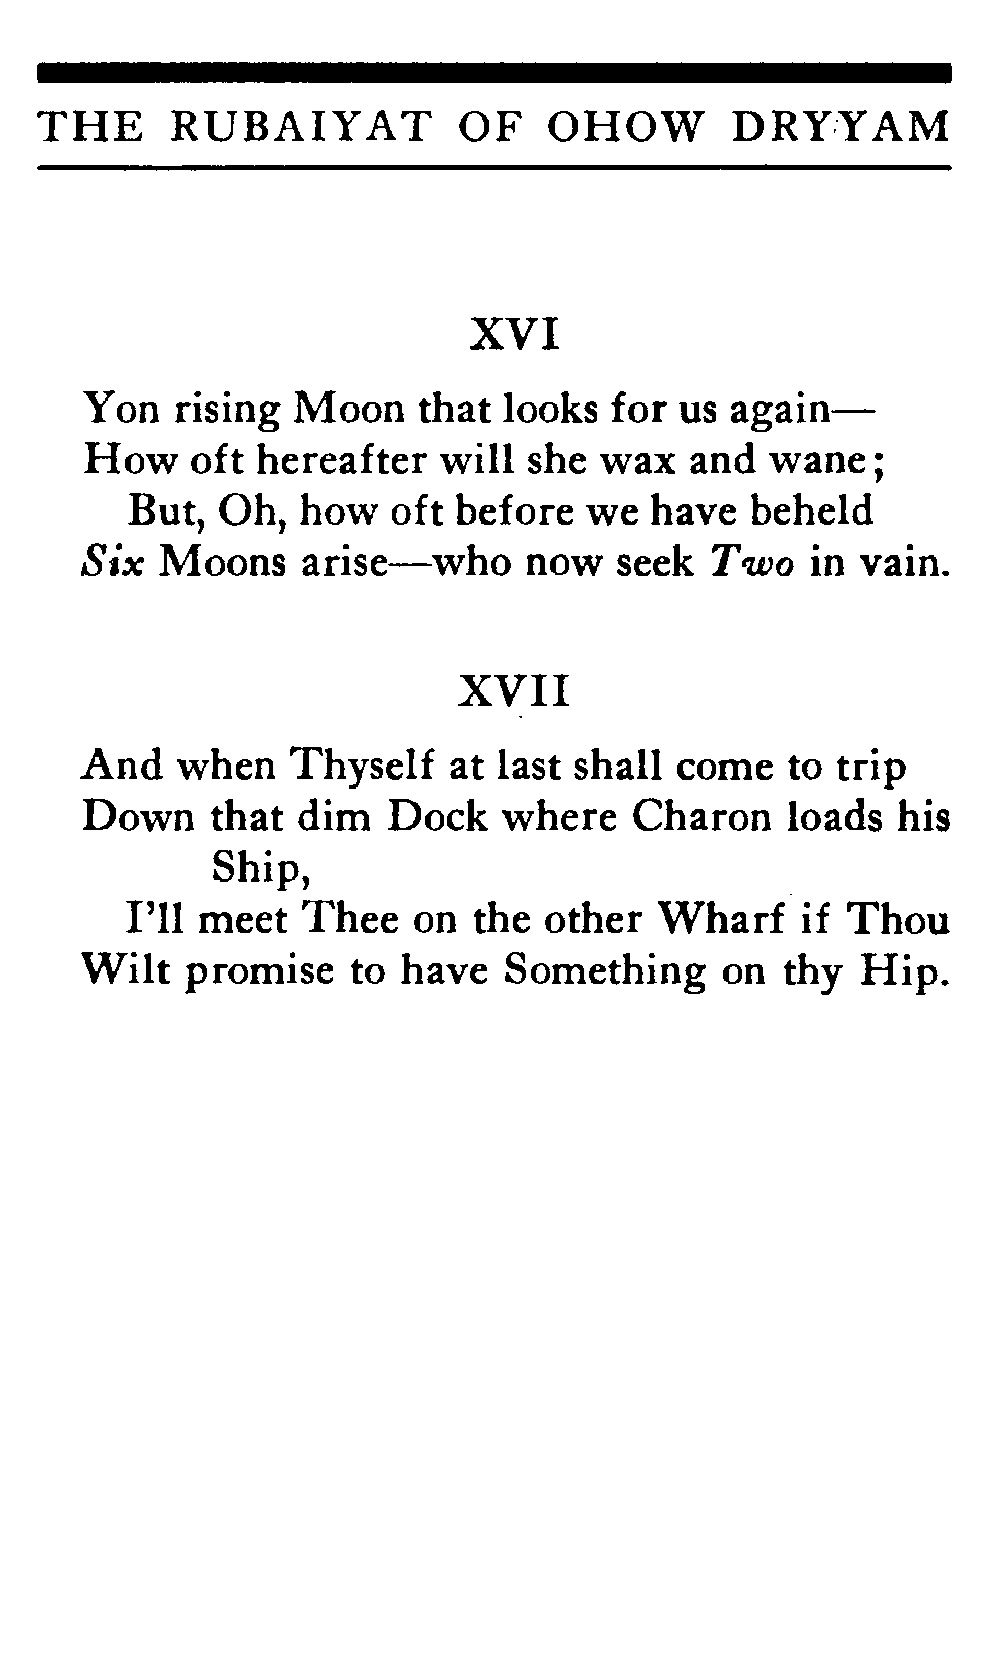 THE RUBAIYAT OF OHOW DRYYAM
XVI
Yon rising Moon that looks for us again—
How oft hereafter will she wax and wane;
But, Oh, how oft before we have beheld
Six Moons arise—who now seek Two in vain.
XVII
And when Thyself at last shall come to trip
Down that dim Dock where Charon loads his
Ship,
I'll meet Thee on the other Wharf if Thou
Wilt promise to have Something on thy Hip.